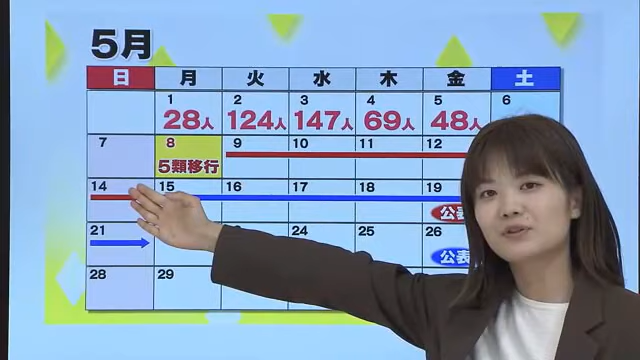 5月
日 月 火 水 木 金 土
1 2 3 4 5 6
28人 124人 147人 69人 48人
7 8 9 10 11 12
5類移行
14 15 16 17 18 19
公表
21 24 25 26
公表
28 29